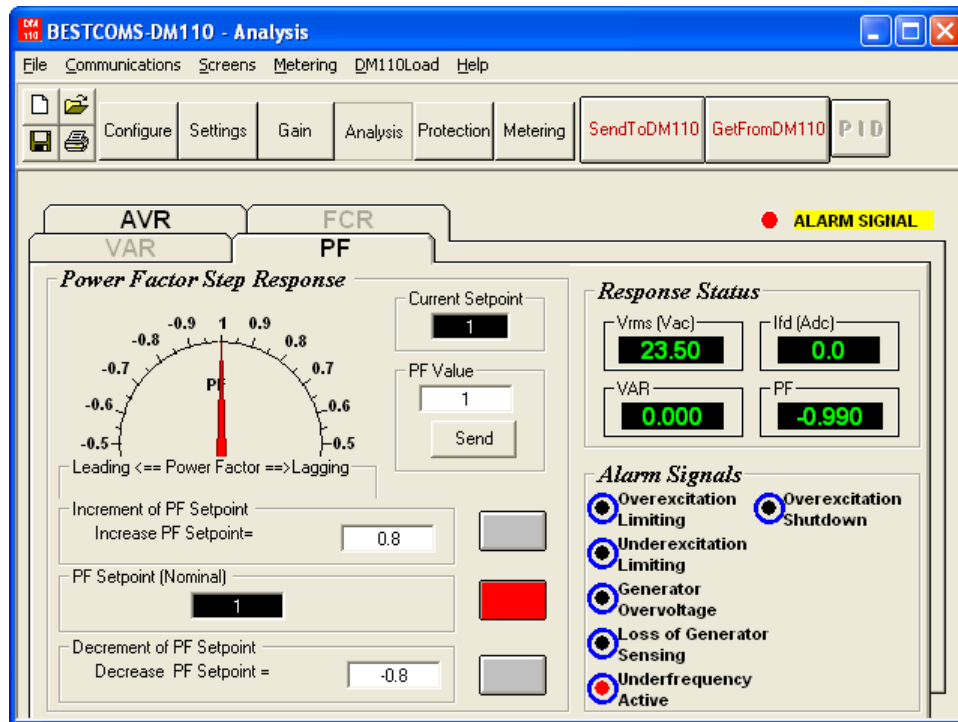 DM 110 BESTCOMS-DM110 - Analysis
File Communications Screens Metering DM110Load Help
Configure Settings Gain Analysis Protection Metering SendToDM110 GetFromDM110 PID
AVR FCR
ALARM SIGNAL
VAR PF
Power Factor Step Response
-0.9 1 0.9
-0.8 0.8
-0.7 0.7
PF
-0.6 0.6
-0.5 0.5
Leading <== Power Factor ==>Lagging
Current Setpoint
1
PF Value
1
Send
Increment of PF Setpoint
Increase PF Setpoint= 0.8
PF Setpoint (Nominal)
1
Decrement of PF Setpoint
Decrease PF Setpoint = -0.8
Response Status
Vrms (Vac) Ifd (Adc)
23.50 0.0
VAR PF
0.000 -0.990
Alarm Signals
Overexcitation
Limiting
Overexcitation
Shutdown
Underexcitation
Limiting
Generator
Overvoltage
Loss of Generator
Sensing
Underfrequency
Active